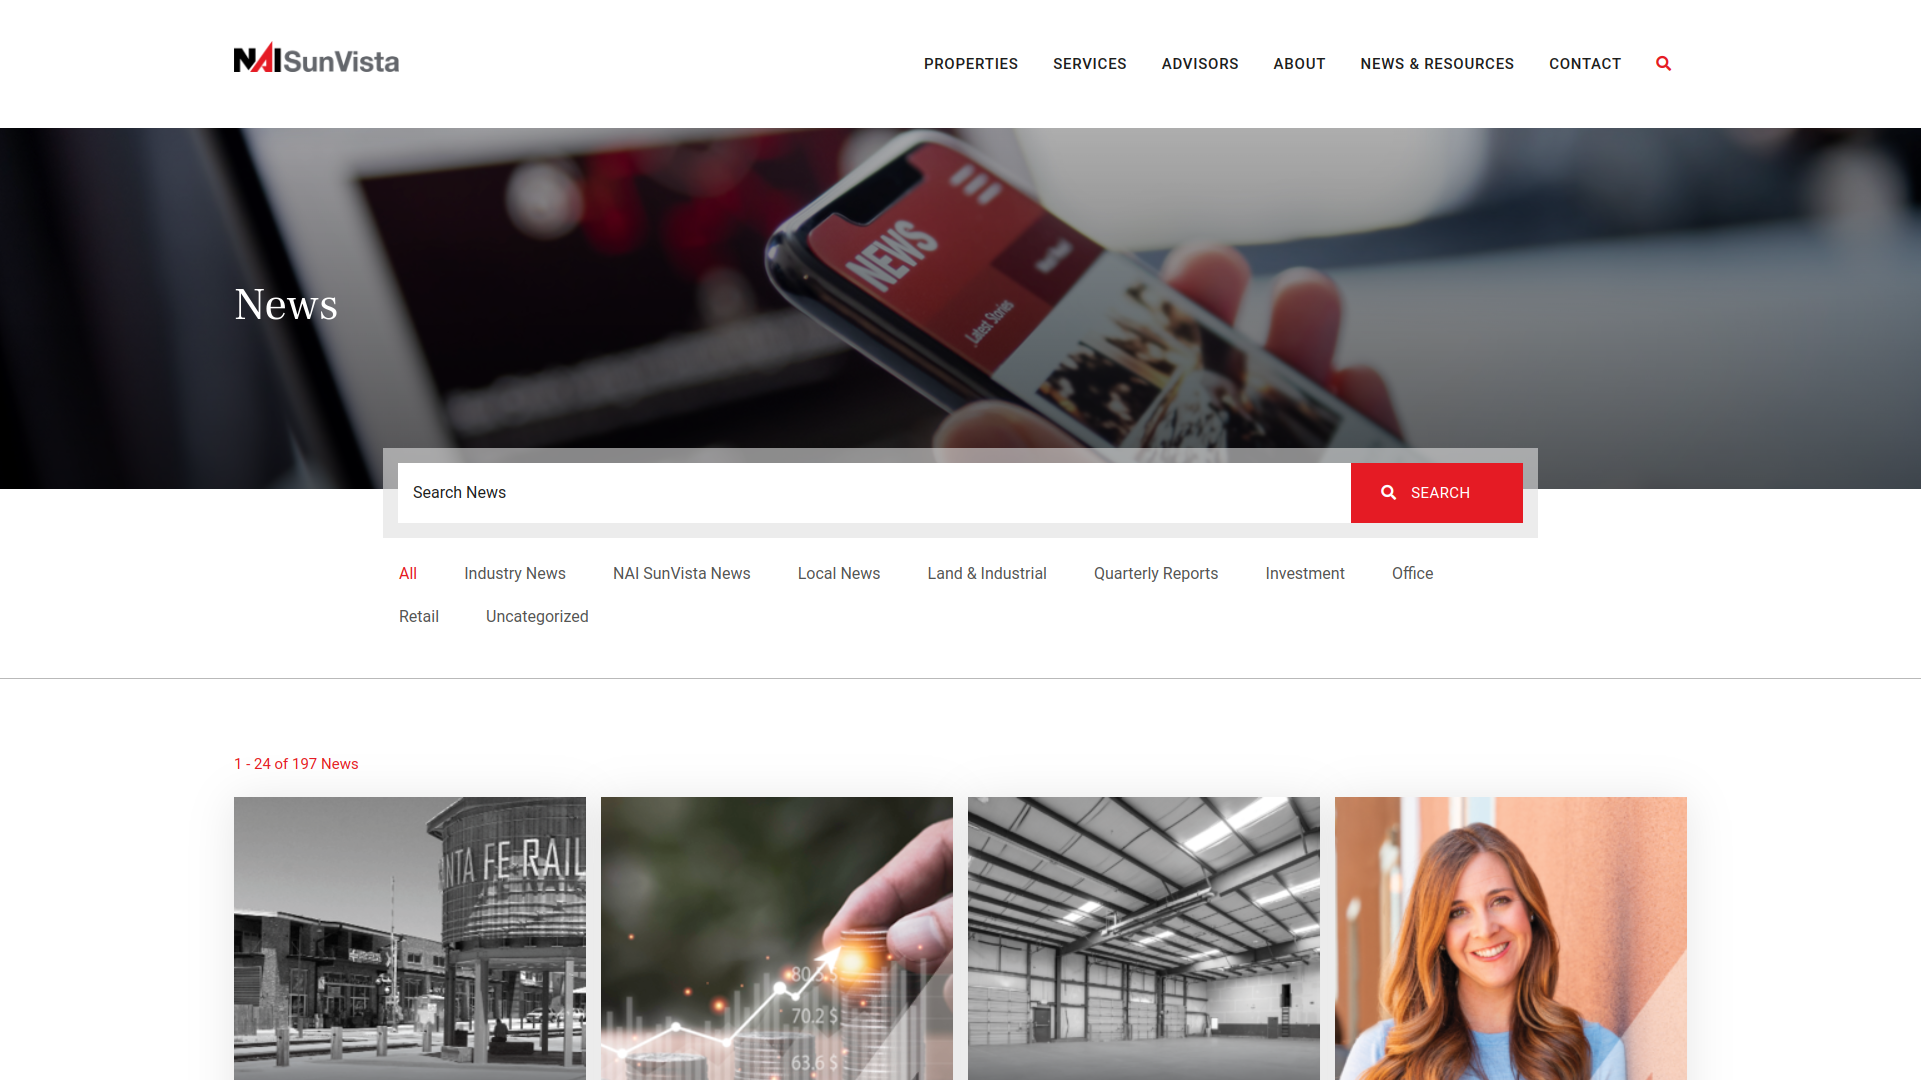 NAISunVista
PROPERTIES SERVICES ADVISORS ABOUT NEWS & RESOURCES CONTACT
NEWS
Latest Stories
News
Search News
SEARCH
All Industry News NAI SunVista News Local News Land & Industrial Quarterly Reports Investment Office
Retail Uncategorized
1 - 24 of 197 News
NTA FE RAIL
80.5 $
70.2 $
63.6 $